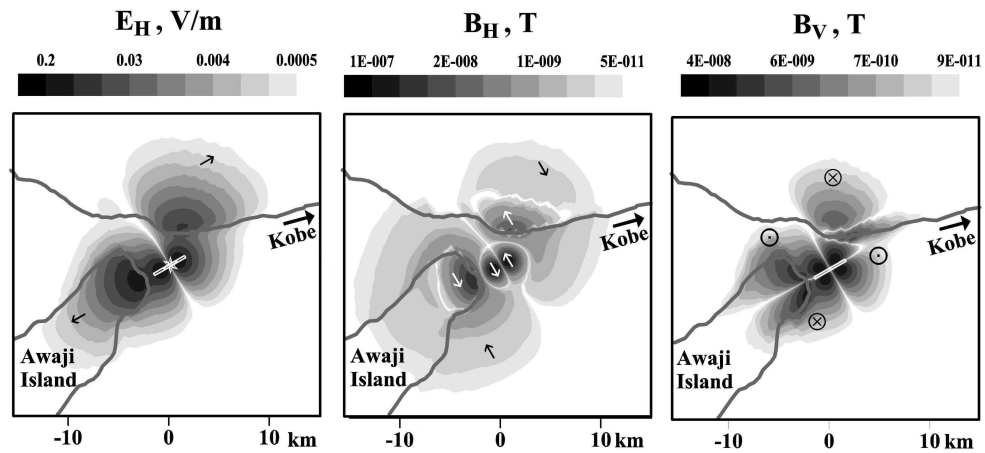 E_H , V/m
0.2 0.03 0.004 0.0005
Kobe
Awaji
Island
-10 0 10 km
B_H , T
1E-007 2E-008 1E-009 5E-011
Kobe
Awaji
Island
-10 0 10 km
B_V , T
4E-008 6E-009 7E-010 9E-011
Kobe
Awaji
Island
-10 0 10 km